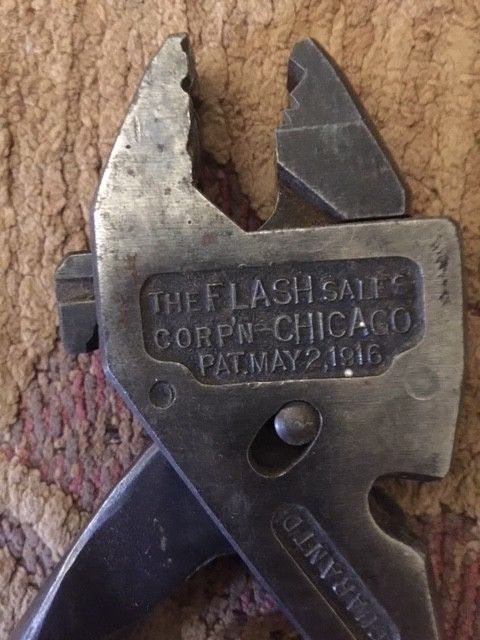 THE FLASH SALES
CORP'N- CHICAGO
PAT. MAY 2, 1916